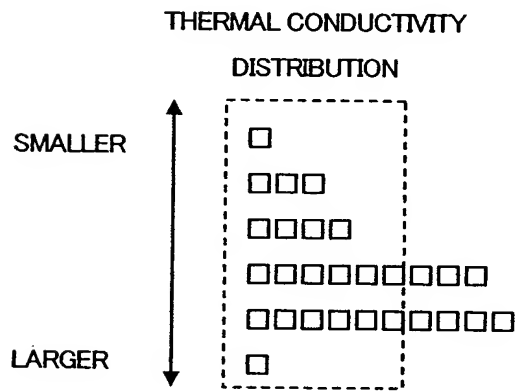 THERMAL CONDUCTIVITY
DISTRIBUTION
SMALLER
LARGER